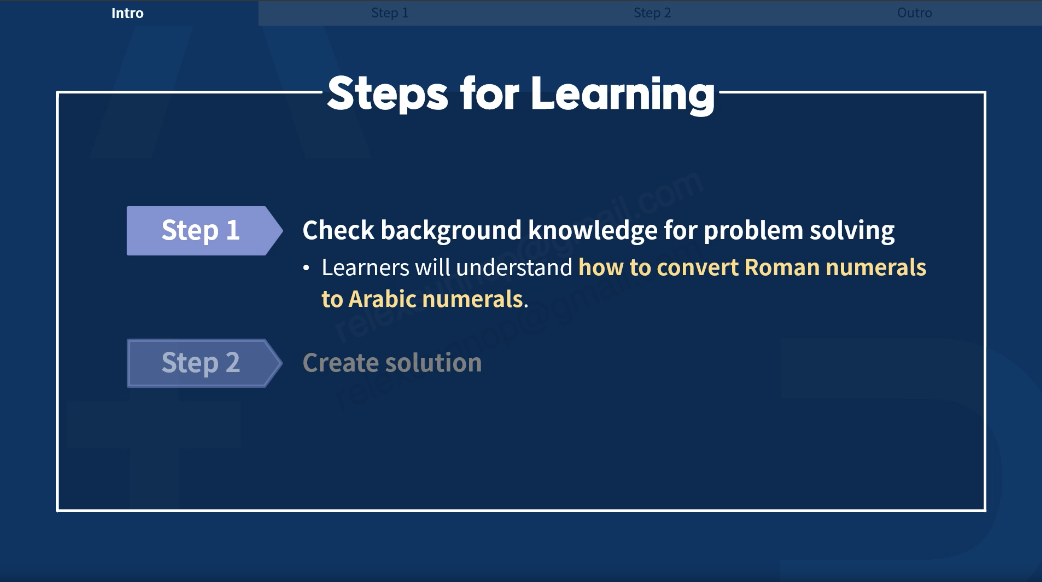 Intro
Step 1
Step 2
Outro
Steps for Learning
Step 1
Check background knowledge for problem solving
• Learners will understand how to convert Roman numerals
to Arabic numerals.
Step 2
Create solution